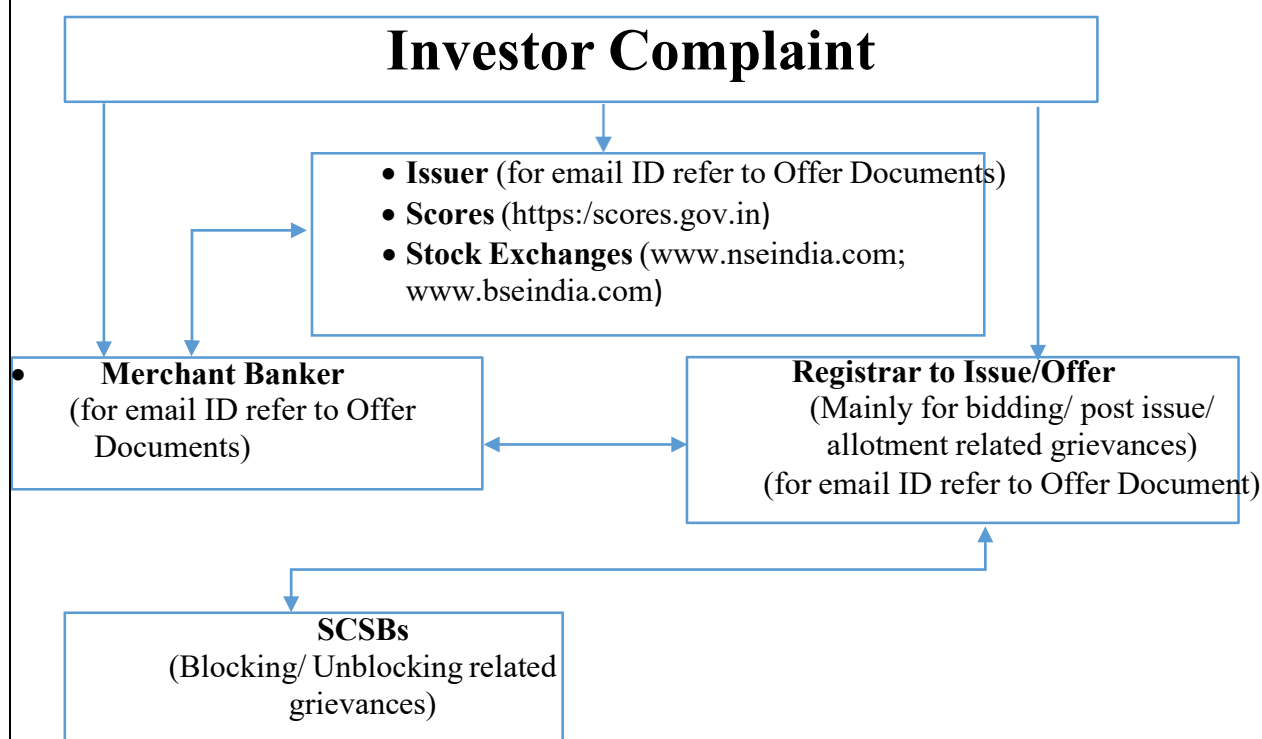 Investor Complaint
• Issuer (for email ID refer to Offer Documents)
• Scores (https:/scores.gov.in)
• Stock Exchanges (www.nseindia.com;
www.bseindia.com)
• Merchant Banker
(for email ID refer to Offer
Documents)
Registrar to Issue/Offer
(Mainly for bidding/ post issue/
allotment related grievances)
(for email ID refer to Offer Document)
SCSBs
(Blocking/ Unblocking related
grievances)